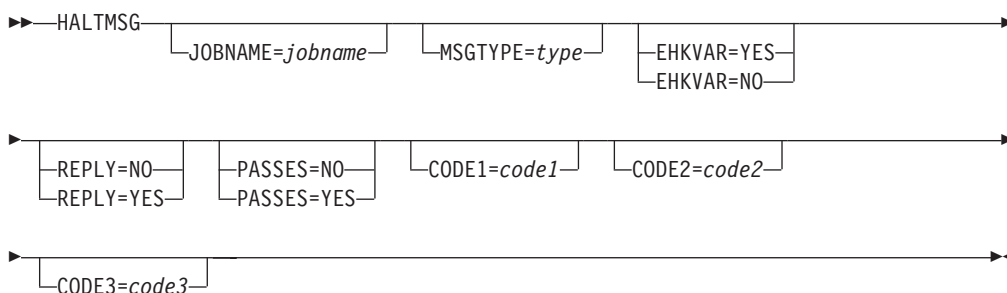 HALTMSG
JOBNAME=jobname MSGTYPE=type EHKVAR=YES
EHKVAR=NO
REPLY=NO PASSES=NO CODE1=code1 CODE2=code2
REPLY=YES PASSES=YES
CODE3=code3